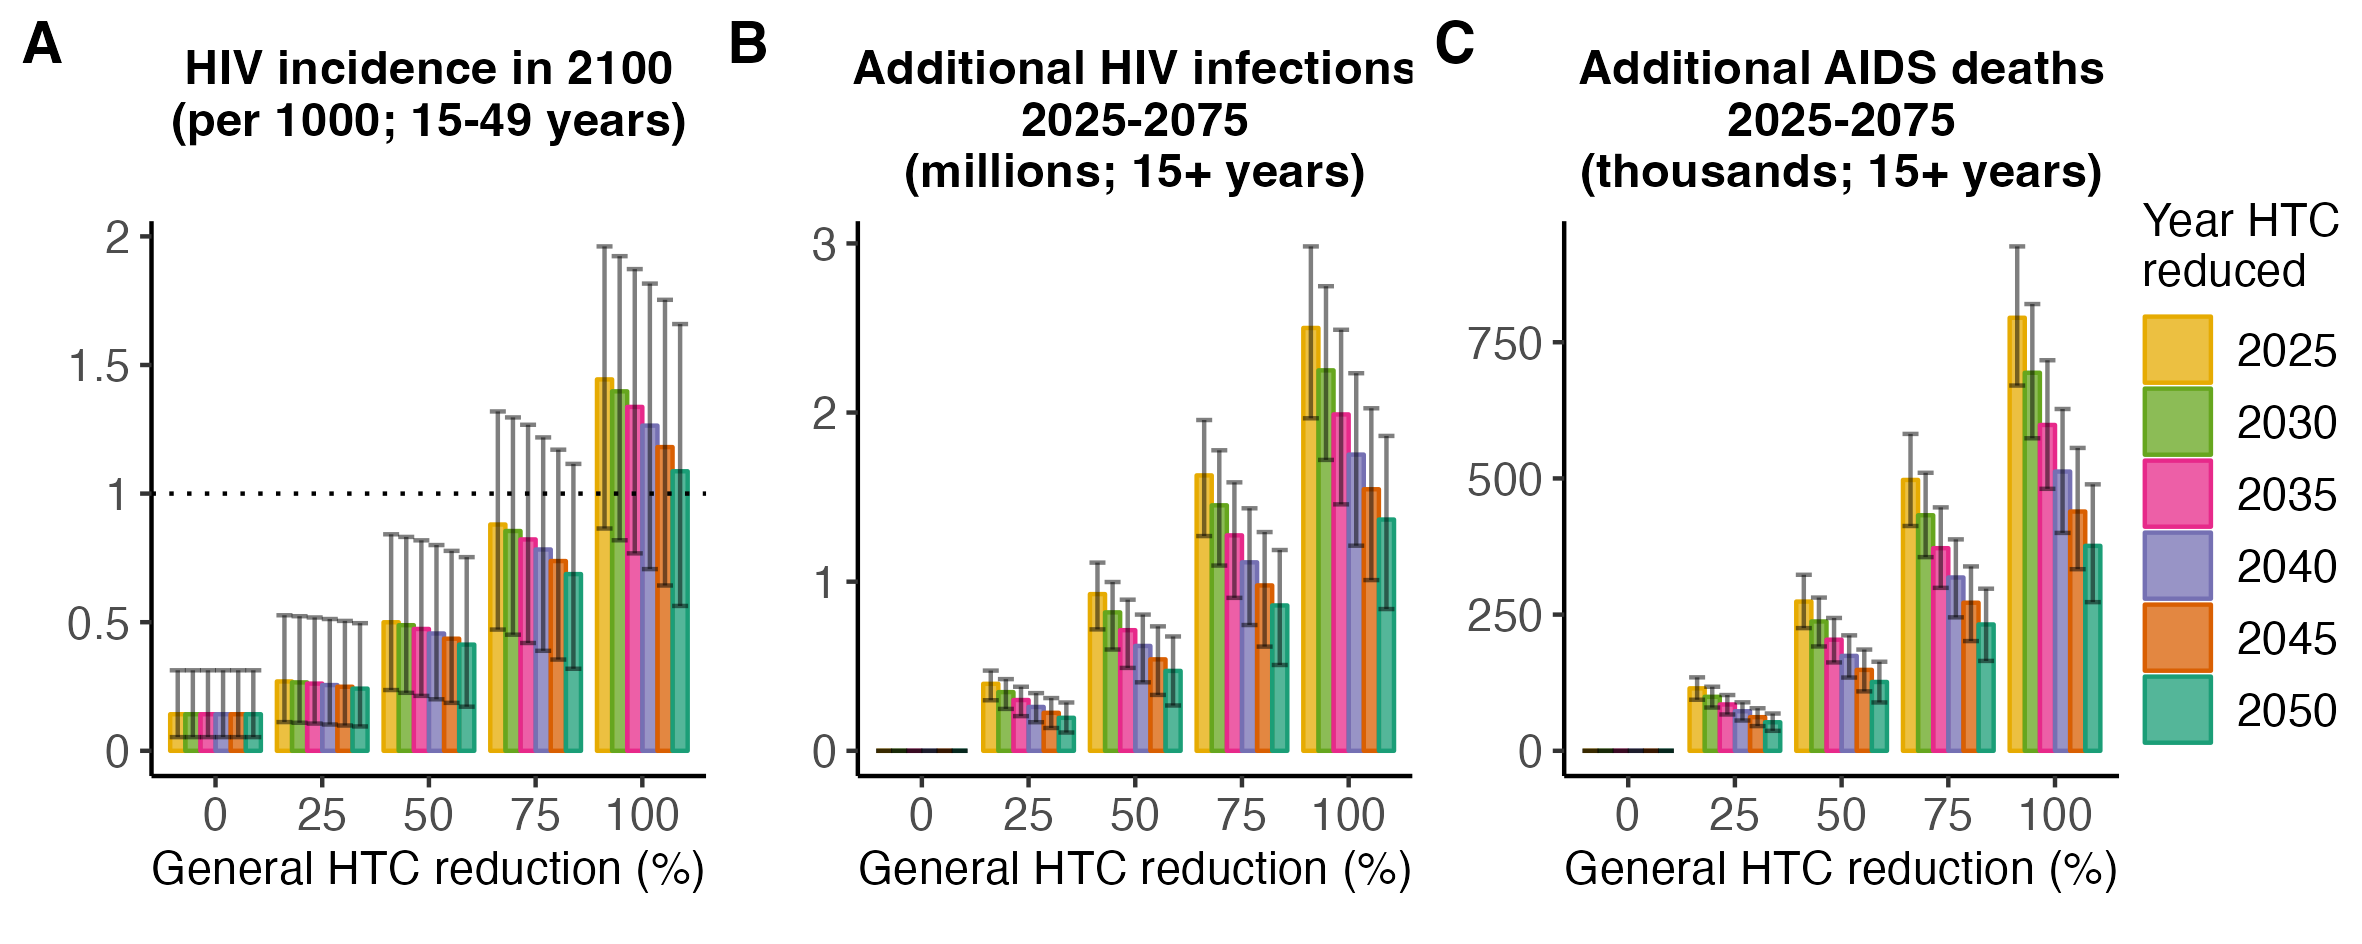 A
HIV incidence in 2100
(per 1000; 15-49 years)
2
1.5
1
0.5
0
0 25 50 75 100
General HTC reduction (%)
B
Additional HIV infections
2025-2075
(millions; 15+ years)
3
2
1
0
0 25 50 75 100
General HTC reduction (%)
C
Additional AIDS deaths
2025-2075
(thousands; 15+ years)
750
500
250
0
0 25 50 75 100
General HTC reduction (%)
Year HTC
reduced
2025
2030
2035
2040
2045
2050